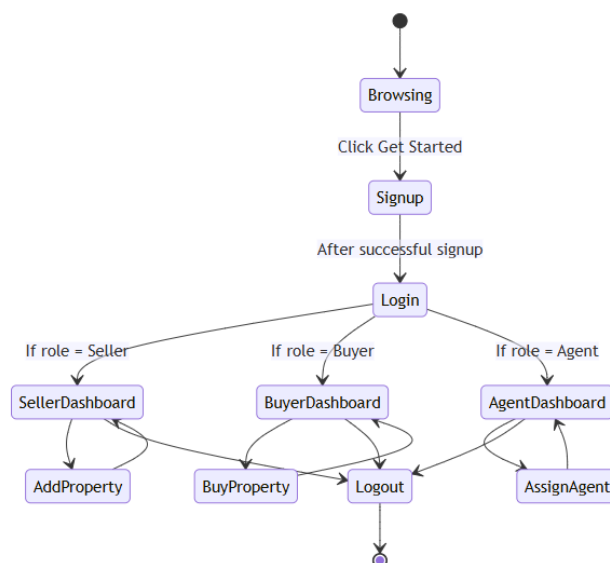 Browsing
Click Get Started
Signup
After successful signup
Login
If role = Seller
If role = Buyer
If role = Agent
SellerDashboard
BuyerDashboard
AgentDashboard
AddProperty
BuyProperty
Logout
AssignAgent